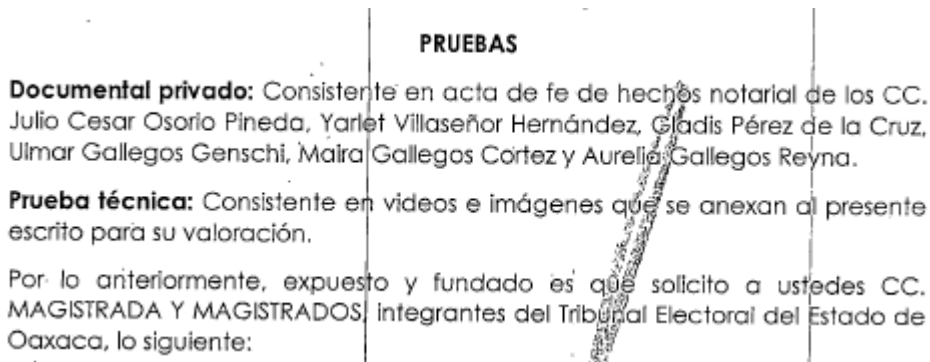 PRUEBAS
Documental privado: Consistente en acta de fe de hechos notarial de los CC.
Julio Cesar Osorio Pineda, Yarlet Villaseñor Hernández, Gladis Pérez de la Cruz,
Ulmar Gallegos Genschi, Maira Gallegos Cortez y Aurelia Gallegos Reyna.
Prueba técnica: Consistente en videos e imágenes que se anexan al presente
escrito para su valoración.
Por lo anteriormente, expuesto y fundado es que solicito a ustedes CC.
MAGISTRADA Y MAGISTRADOS, integrantes del Tribunal Electoral del Estado de
Oaxaca, lo siguiente: